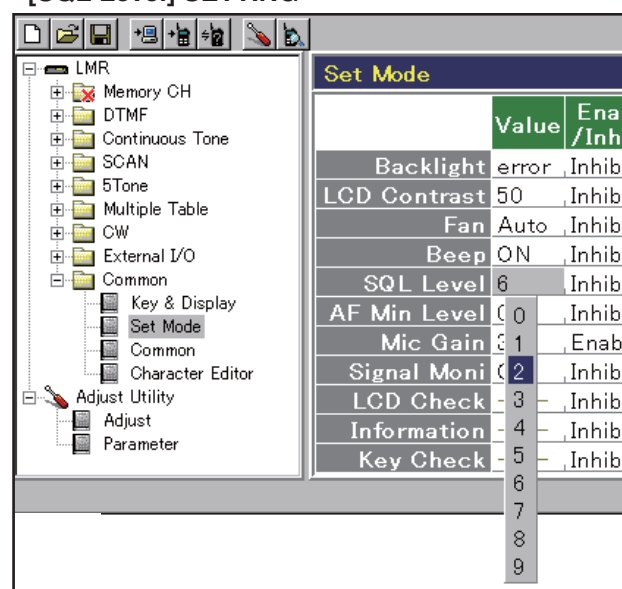 LMR
Memory CH
DTMF
Continuous Tone
SCAN
5Tone
Multiple Table
CW
External I/O
Common
Key & Display
Set Mode
Common
Character Editor
Adjust Utility
Adjust
Parameter
Set Mode
Value Ena
/Inh
Backlight error Inhib
LCD Contrast 50 Inhib
Fan Auto Inhib
Beep ON Inhib
SQL Level 6 Inhib
AF Min Level Inhib
Mic Gain Enab
Signal Moni Inhib
LCD Check - - Inhib
Information - - Inhib
Key Check - - Inhib
0
1
2
3
4
5
6
7
8
9